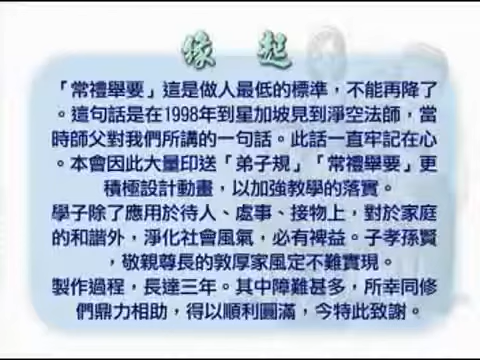 緣 起
「常禮舉要」這是做人最低的標準，不能再降了
。這句話是在1998年到星加坡見到淨空法師，當
時師父對我們所講的一句話。此話一直牢記在心
。本會因此大量印送「弟子規」「常禮舉要」更
積極設計動畫，以加強教學的落實。
學子除了應用於待人、處事、接物上，對於家庭
的和諧外，淨化社會風氣，必有裨益。子孝孫賢
，敬親尊長的敦厚家風定不難實現。
製作過程，長達三年。其中障難甚多，所幸同修
們鼎力相助，得以順利圓滿，今特此致謝。